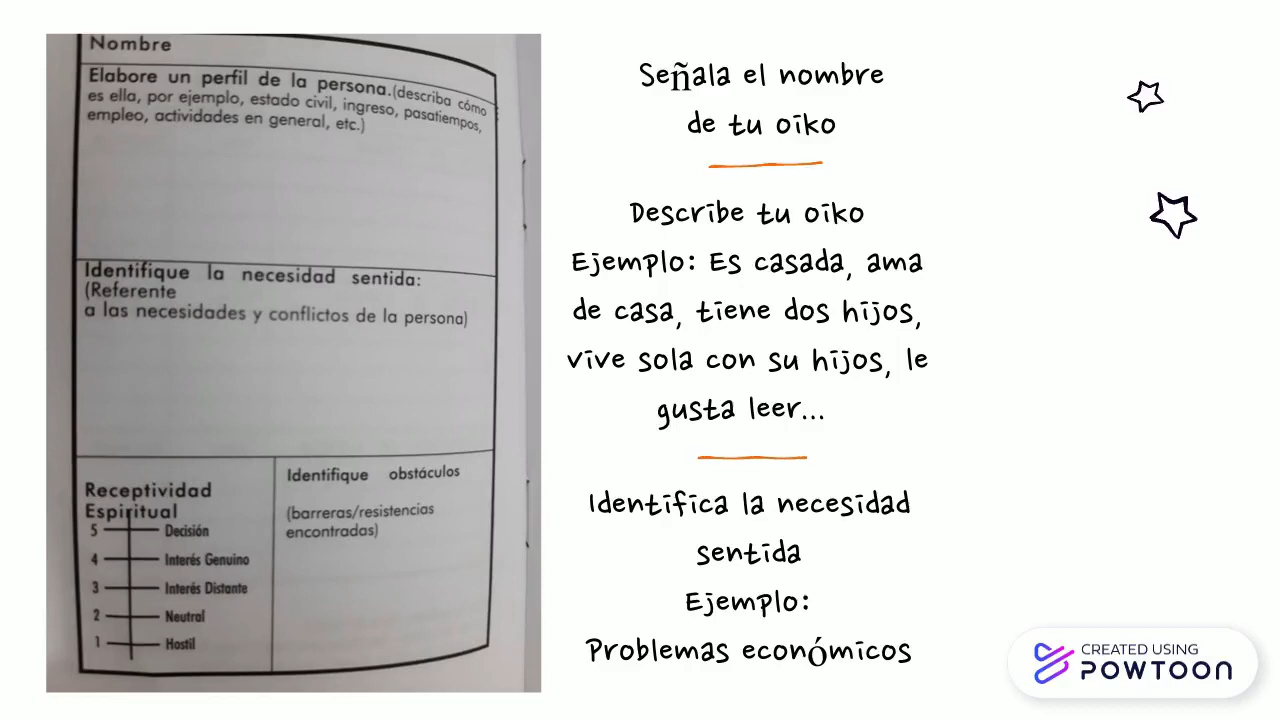 Nombre
Elabore un perfil de la persona.(describa cómo
es ella, por ejemplo, estado civil, ingreso, pasatiempos,
empleo, actividades en general, etc.)
Identifique la necesidad sentida:
(Referente
a las necesidades y conflictos de la persona)
Receptividad
Espiritual
5 Decisión
4 Interés Genuino
3 Interés Distante
2 Neutral
1 Hostil
Identifique obstáculos
(barreras/resistencias
encontradas)
Señala el nombre
de tu oiko
Describe tu oiko
Ejemplo: Es casada, ama
de casa, tiene dos hijos,
vive sola con su hijos, le
gusta leer...
Identifica la necesidad
sentida
Ejemplo:
Problemas económicos
CREATED USING
POWTOON